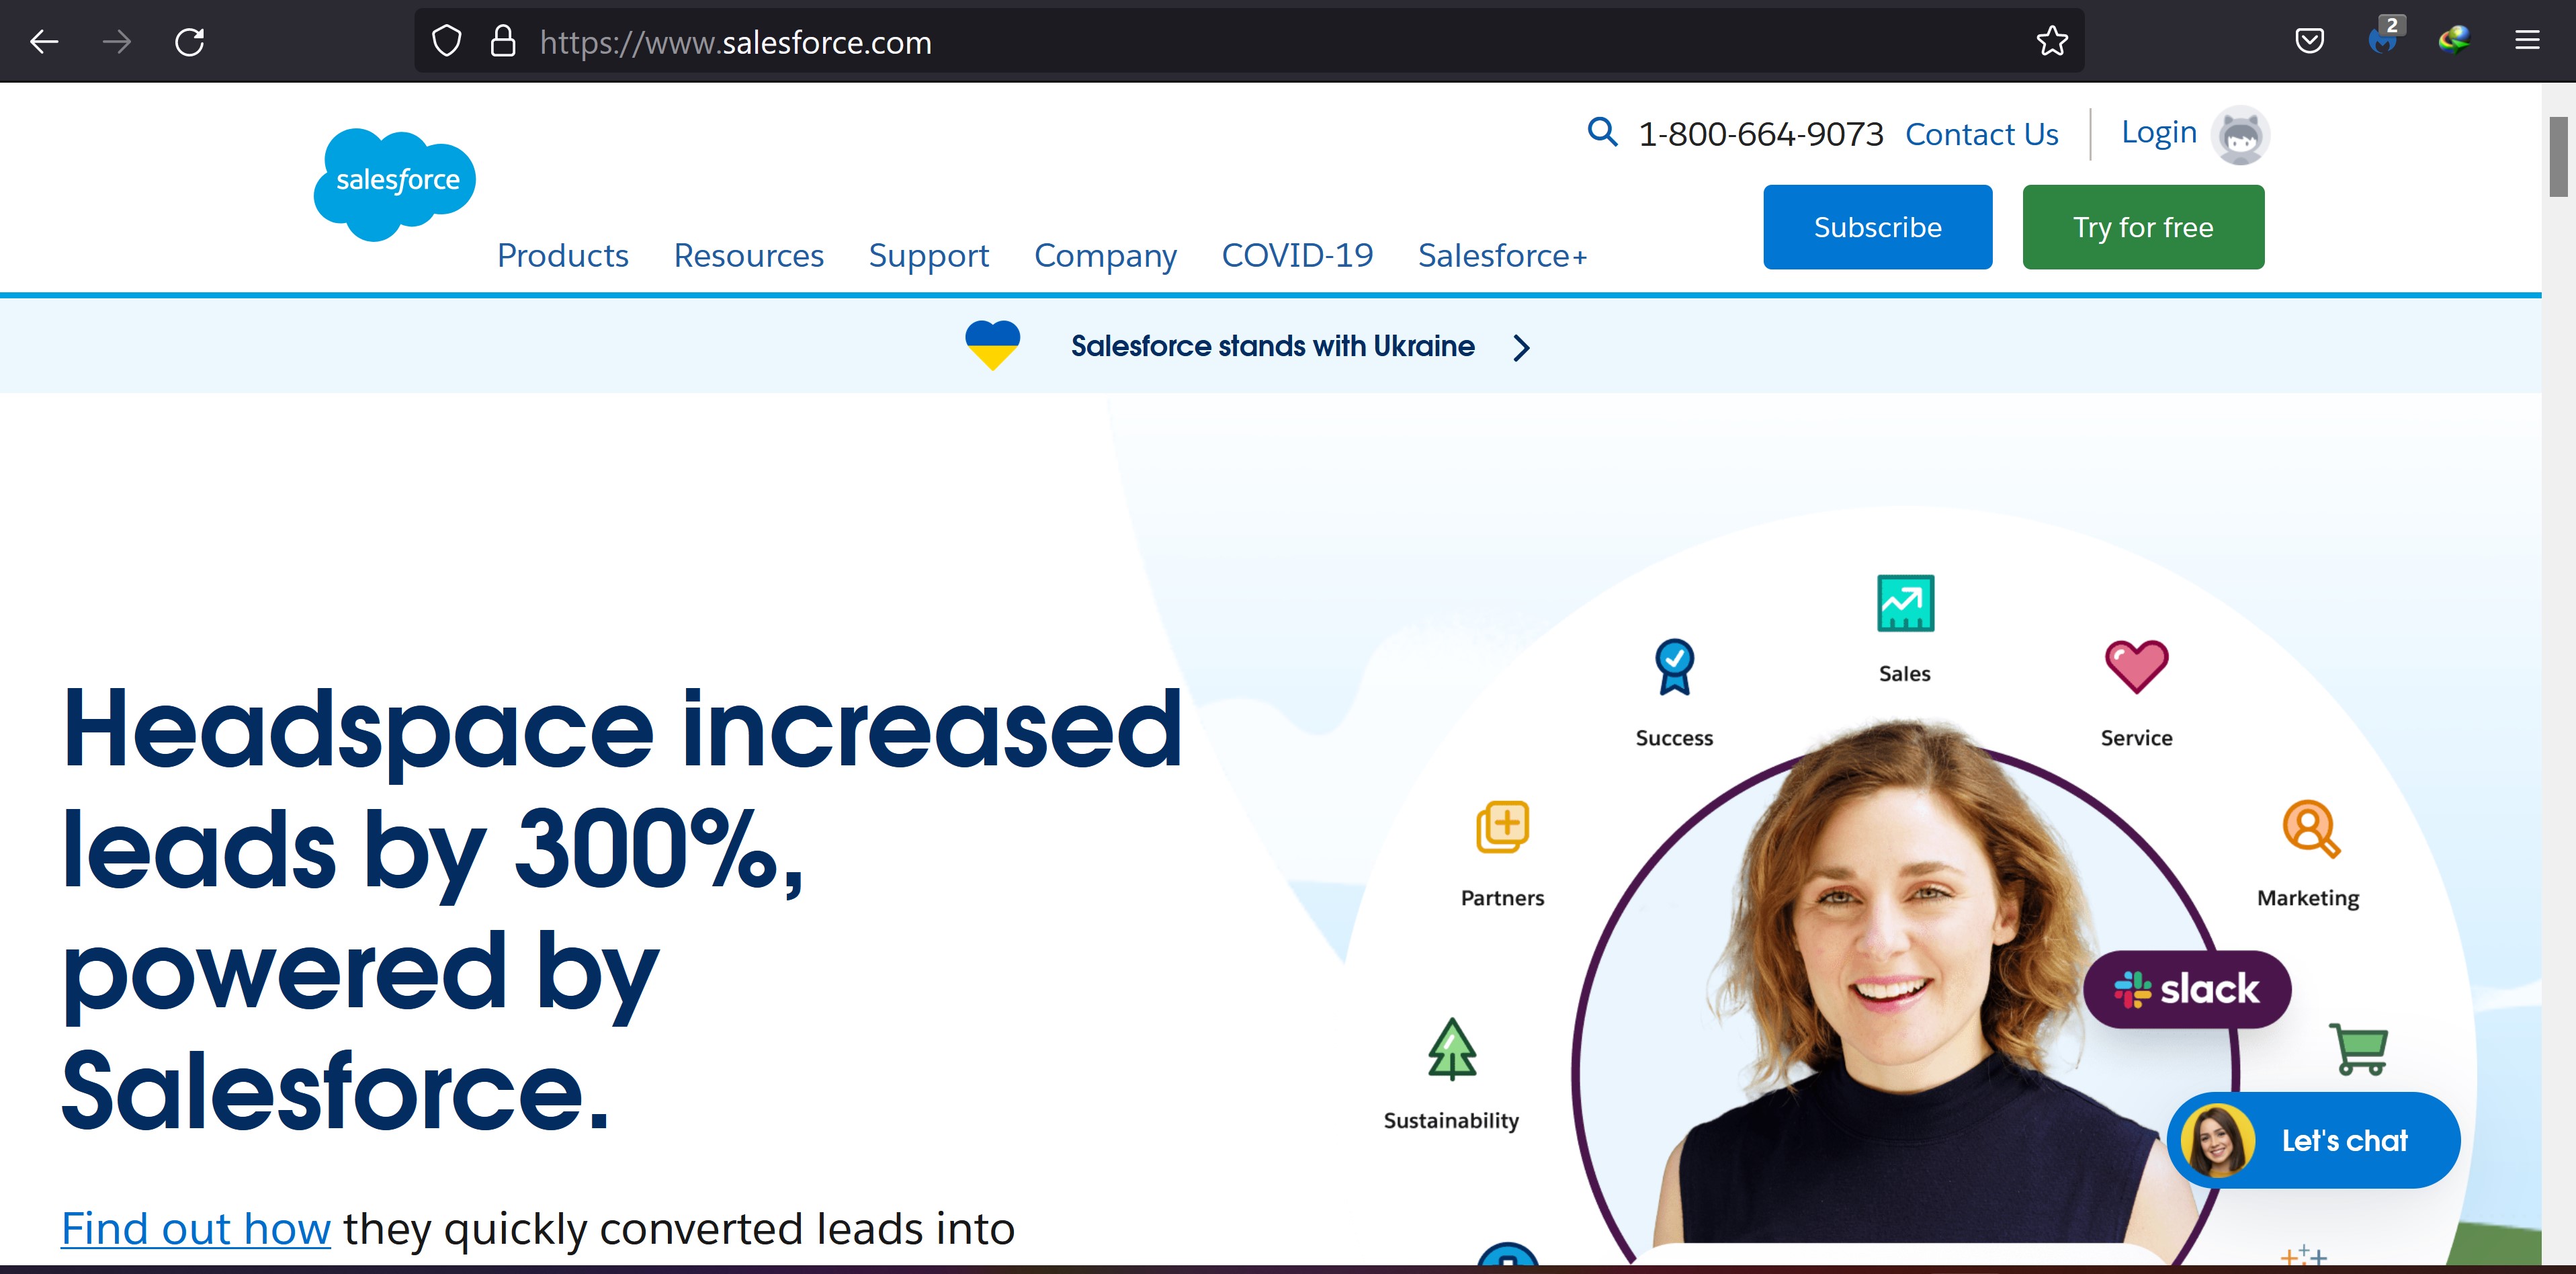 https://www.salesforce.com
2
1-800-664-9073 Contact Us Login
salesforce
Products Resources Support Company COVID-19 Salesforce+
Subscribe Try for free
Salesforce stands with Ukraine
Headspace increased
leads by 300%,
powered by
Salesforce.
Find out how they quickly converted leads into
Sales
Success
Service
Partners
Marketing
slack
Sustainability
Let's chat